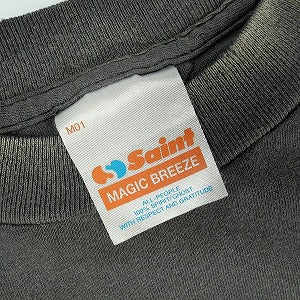 M01
Saint
MAGIC BREEZE
ALL PEOPLE
100% SPIRIT/GHOST
WITH RESPECT AND GRATITUDE